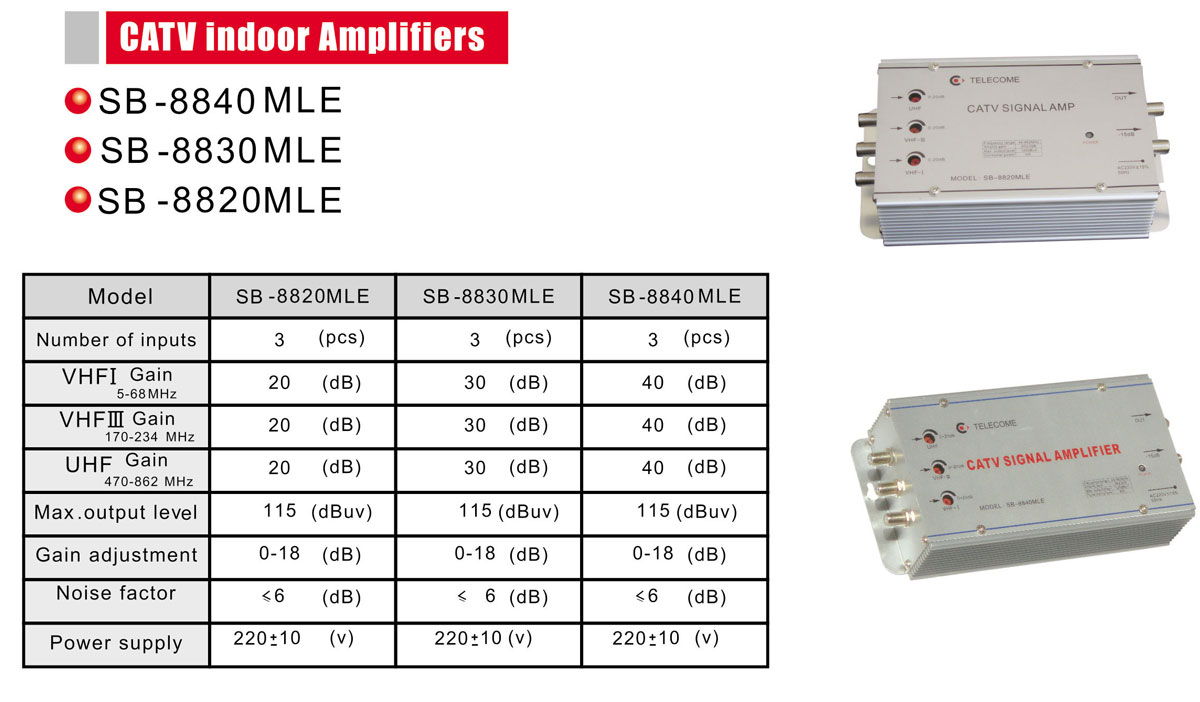 CATV indoor Amplifiers
SB-8840MLE
SB-8830MLE
SB-8820MLE
Model SB-8820MLE SB-8830MLE SB-8840MLE
Number of inputs 3 (pcs) 3 (pcs) 3 (pcs)
VHFⅠ Gain 20 (dB) 30 (dB) 40 (dB)
5-68MHz
VHFⅢ Gain 20 (dB) 30 (dB) 40 (dB)
170-234 MHz
UHF Gain 20 (dB) 30 (dB) 40 (dB)
470-862 MHz
Max.output level 115 (dBuv) 115 (dBuv) 115 (dBuv)
Gain adjustment 0-18 (dB) 0-18 (dB) 0-18 (dB)
Noise factor ≤6 (dB) ≤ 6 (dB) ≤6 (dB)
Power supply 220±10 (v) 220±10 (v) 220±10 (v)
TELECOME
CATV SIGNAL AMP
UHF
VHF-Ⅰ
OUT
-15dB
MODEL: SB-8820MLE
TELECOME
CATV SIGNAL AMPLIFIER
OUT
MODEL: SB-8840MLE